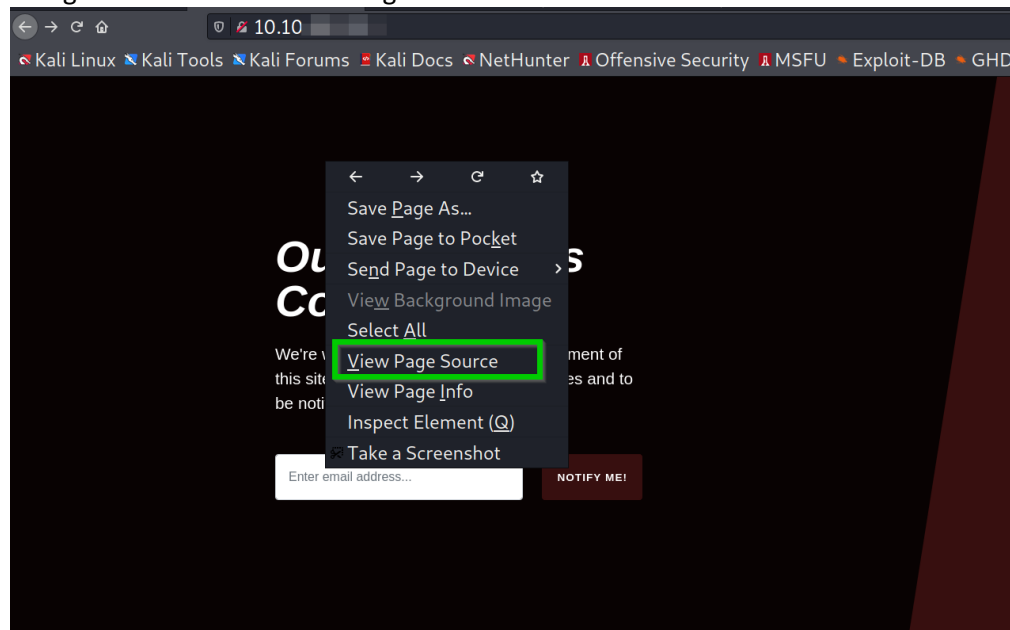 10.10
Kali Linux Kali Tools Kali Forums Kali Docs NetHunter Offensive Security MSFU Exploit-DB GHD
Save Page As...
Save Page to Pocket
Send Page to Device
View Background Image
Select All
View Page Source
View Page Info
Inspect Element (Q)
Take a Screenshot
Ou s
Co
We're ment of
this site es and to
be noti
Enter email address... NOTIFY ME!